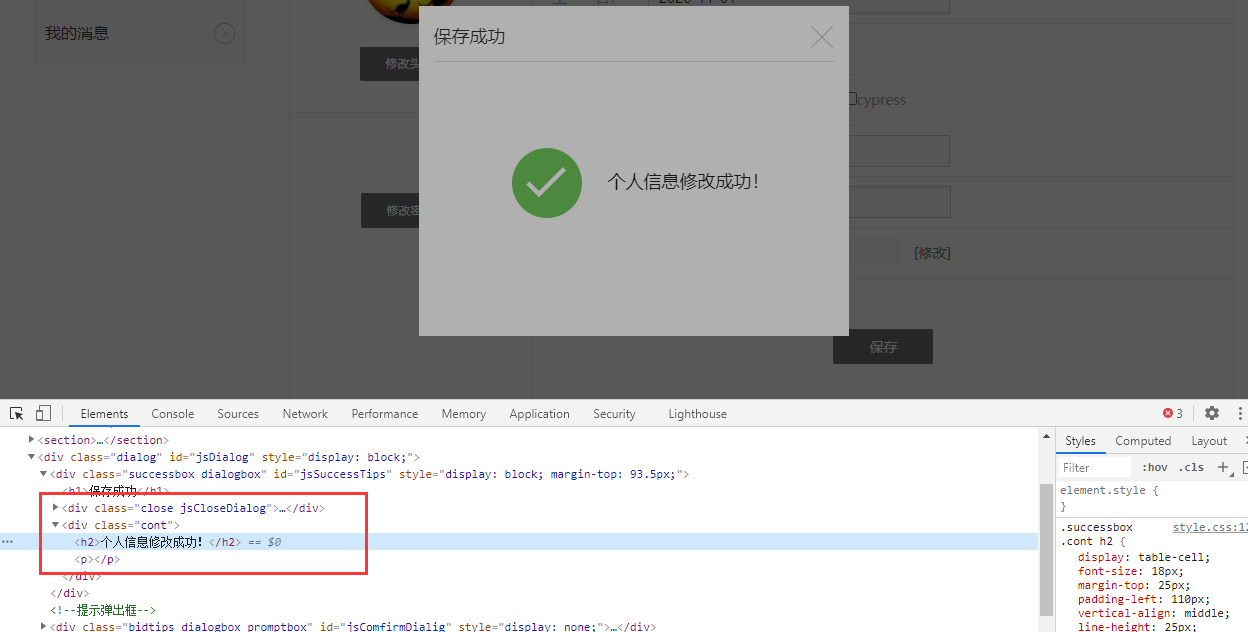 我的消息
保存成功
修改头
cypress
个人信息修改成功!
修改密
[修改]
保存
Elements Console Sources Network Performance Memory Application Security Lighthouse 3
<section>…</section>
<div class="dialog" id="jsDialog" style="display: block;">
<div class="successbox dialogbox" id="jsSuccessTips" style="display: block; margin-top: 93.5px;">
<h1>保存成功</h1>
<div class="close jsCloseDialog">…</div>
<div class="cont">
<h2>个人信息修改成功! </h2> == $0
<p></p>
</div>
</div>
<!--提示弹出框-->
<div class="bidtips dialogbox promptbox" id="jsComfirmDialig" style="display: none;">…</div>
Styles Computed Layout
Filter :hov .cls
element.style {
}
.successbox style.css:12
.cont h2 {
display: table-cell;
font-size: 18px;
margin-top: 25px;
padding-left: 110px;
vertical-align: middle;
line-height: 25px;